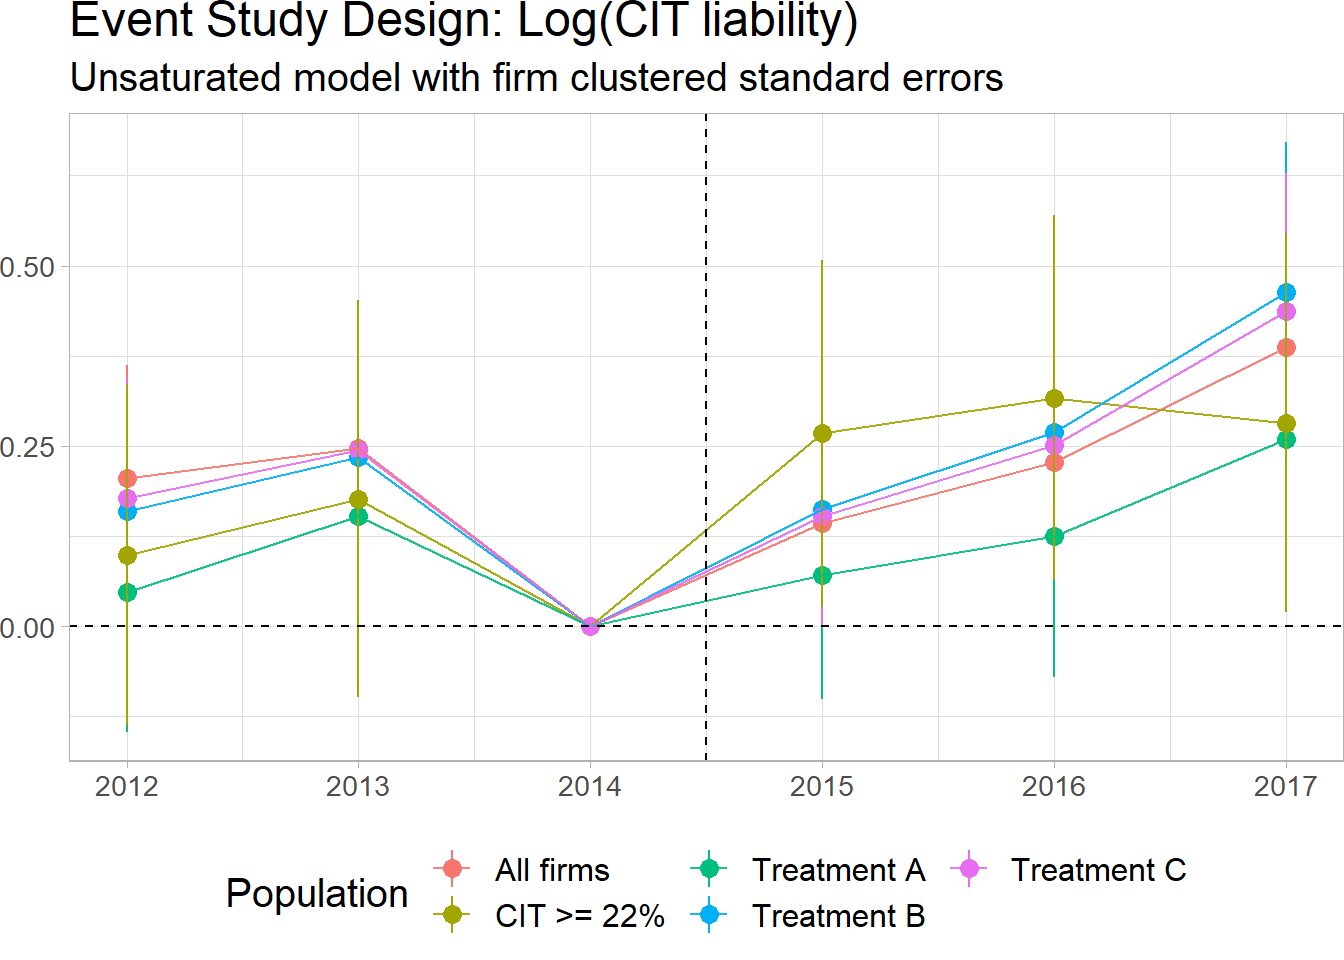 Event Study Design: Log(CIT liability)
Unsaturated model with firm clustered standard errors
0.50
0.25
0.00
2012 2013 2014 2015 2016 2017
Population
All firms
CIT >= 22%
Treatment A
Treatment B
Treatment C